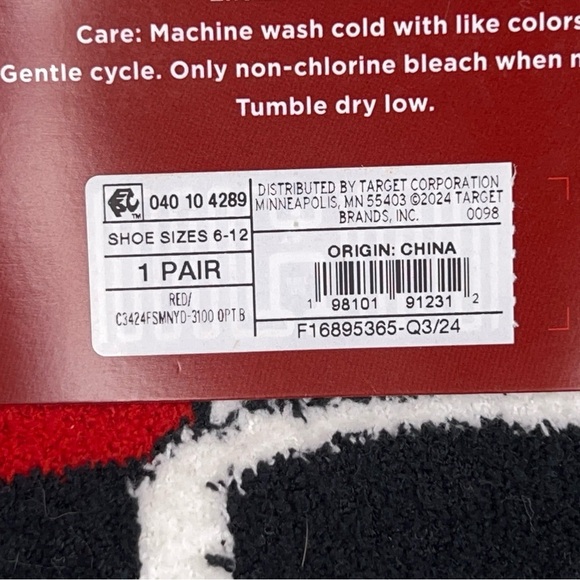 Care: Machine wash cold with like colors
Gentle cycle. Only non-chlorine bleach when
Tumble dry low.
040 10 4289
SHOE SIZES 6-12
1 PAIR
RED/
C3424FSMNYD-3100 OPT B
DISTRIBUTED BY TARGET CORPORATION
MINNEAPOLIS, MN 55403 ©2024 TARGET
BRANDS, INC. 0098
ORIGIN: CHINA
1 98101 91231 2
F16895365-Q3/24